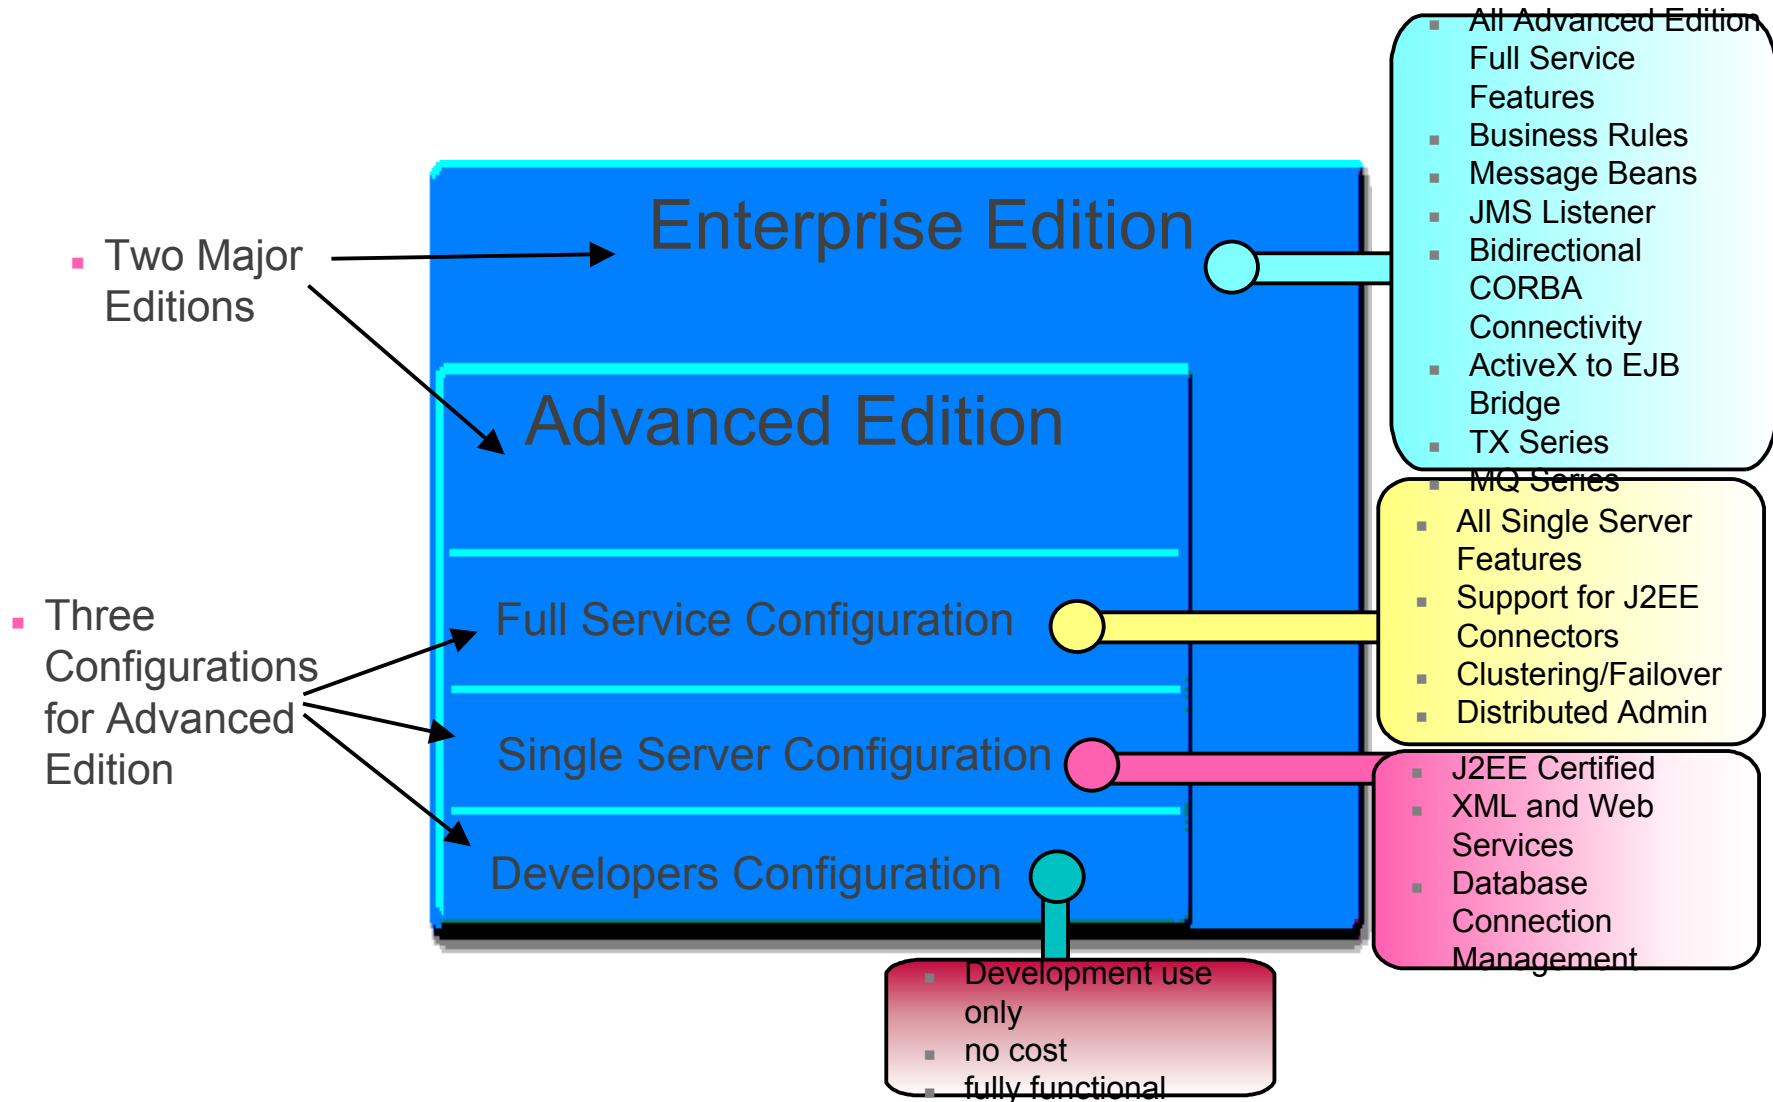 Two Major
Editions
Three
Configurations
for Advanced
Edition
Enterprise Edition
Advanced Edition
Full Service Configuration
Single Server Configuration
Developers Configuration
All Advanced Edition
Full Service
Features
Business Rules
Message Beans
JMS Listener
Bidirectional
CORBA
Connectivity
ActiveX to EJB
Bridge
TX Series
MQ Series
All Single Server
Features
Support for J2EE
Connectors
Clustering/Failover
Distributed Admin
J2EE Certified
XML and Web
Services
Database
Connection
Management
Development use
only
no cost
fully functional